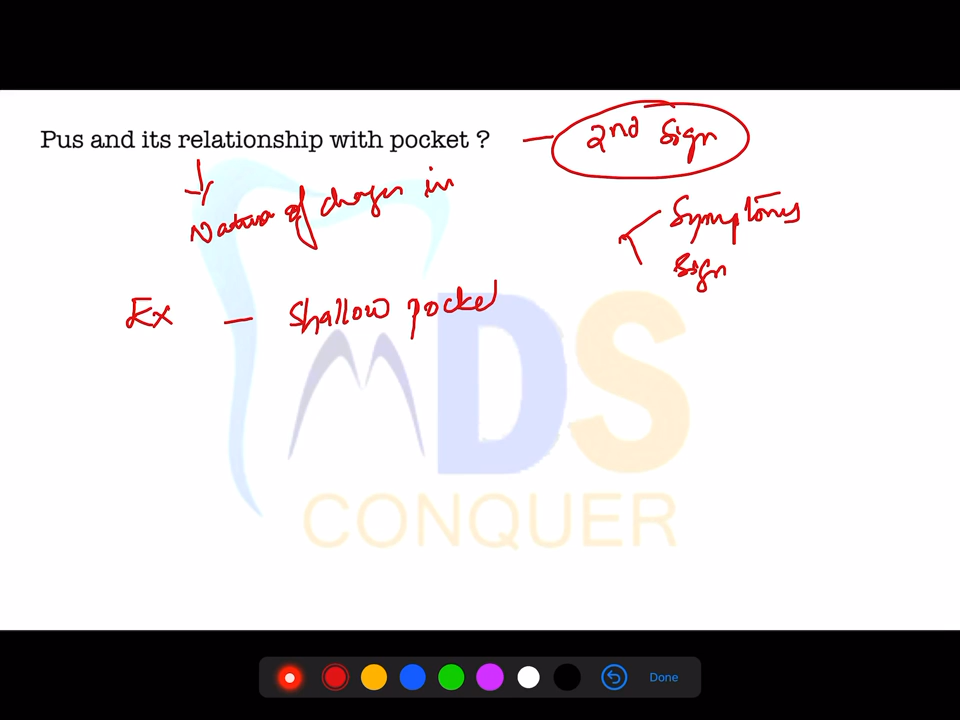 Pus and its relationship with pocket ? — 2nd Sign
Nature of changes in
Symptoms
Sign
Ex — Shallow pocket
MDS
CONQUER
Done